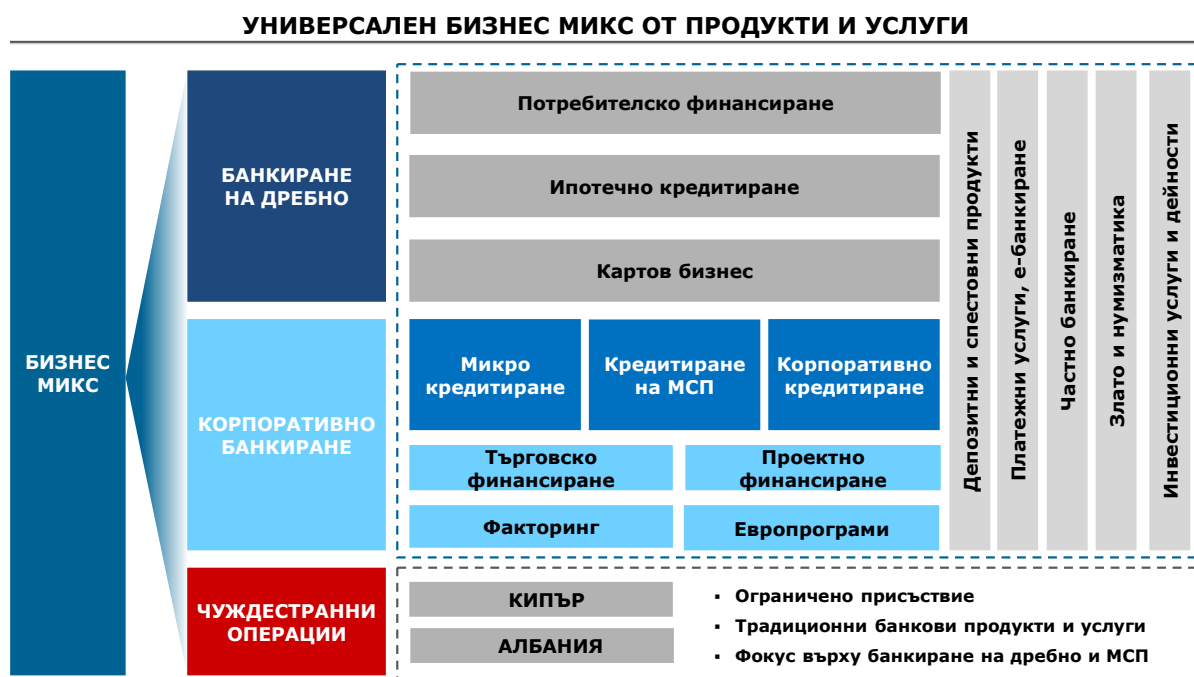 УНИВЕРСАЛЕН БИЗНЕС МИКС ОТ ПРОДУКТИ И УСЛУГИ
БИЗНЕС
МИКС
БАНКИРАНЕ
НА ДРЕБНО
Потребителско финансиране
Ипотечно кредитиране
Картов бизнес
КОРПОРАТИВНО
БАНКИРАНЕ
Микро
кредитиране
Кредитиране
на МСП
Корпоративно
кредитиране
Търговско
финансиране
Проектно
финансиране
Факторинг
Европрограми
Депозитни и спестовни продукти
Платежни услуги, е-банкиране
Частно банкиране
Злато и нумизматика
Инвестиционни услуги и дейности
ЧУЖДЕСТРАННИ
ОПЕРАЦИИ
КИПЪР
АЛБАНИЯ
▪ Ограничено присъствие
▪ Традиционни банкови продукти и услуги
▪ Фокус върху банкиране на дребно и МСП